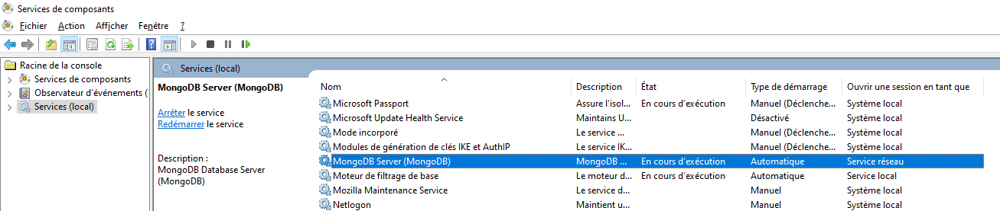 Services de composants
Fichier Action Afficher Fenêtre ?
Racine de la console
Services de composants
Observateur d'événements (
Services (local)
Services (local)
MongoDB Server (MongoDB)
Arrêter le service
Redémarrer le service
Description :
MongoDB Database Server
(MongoDB)
Nom Description État Type de démarrage Ouvrir une session en tant que
Microsoft Passport Assure l'isol... En cours d'exécution Manuel (Déclenche... Système local
Microsoft Update Health Service Maintains U... Désactivé Système local
Mode incorporé Le service ... Manuel (Déclenche... Système local
Modules de génération de clés IKE et AuthIP Le service IK... Manuel (Déclenche... Système local
MongoDB Server (MongoDB) MongoDB ... En cours d'exécution Automatique Service réseau
Moteur de filtrage de base Le moteur d... En cours d'exécution Automatique Service local
Mozilla Maintenance Service Le service d... Manuel Système local
Netlogon Maintient u... Manuel Système local